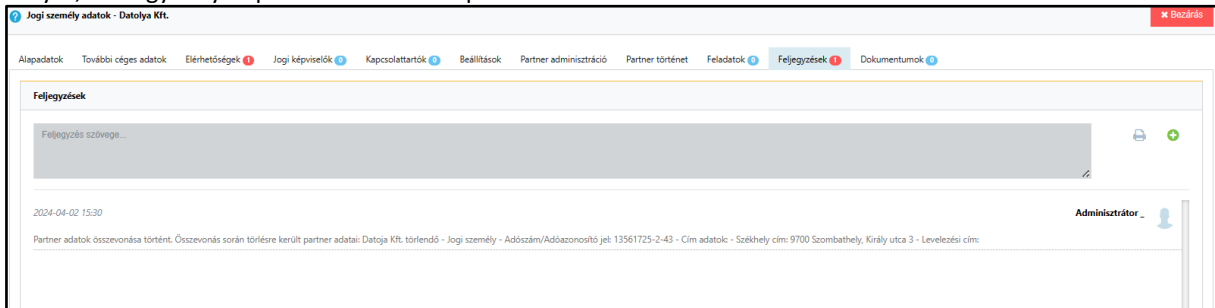 Jogi személy adatok - Datolya Kft.
× Bezárás
Alapadatok További céges adatok Elérhetőségek 1 Jogi képviselők 0 Kapcsolattartók 0 Beállítások Partner adminisztráció Partner történet Feladatok 0 Feljegyzések 1 Dokumentumok 0
Feljegyzések
Feljegyzés szövege...
2024-04-02 15:30
Adminisztrátor _
Partner adatok összevonása történt. Összevonás során törlésre került partner adatai: Datoja Kft. törlendő - Jogi személy - Adószám/Adóazonosító jel: 13561725-2-43 - Cím adatok: - Székhely cím: 9700 Szombathely, Király utca 3 - Levelezési cím: